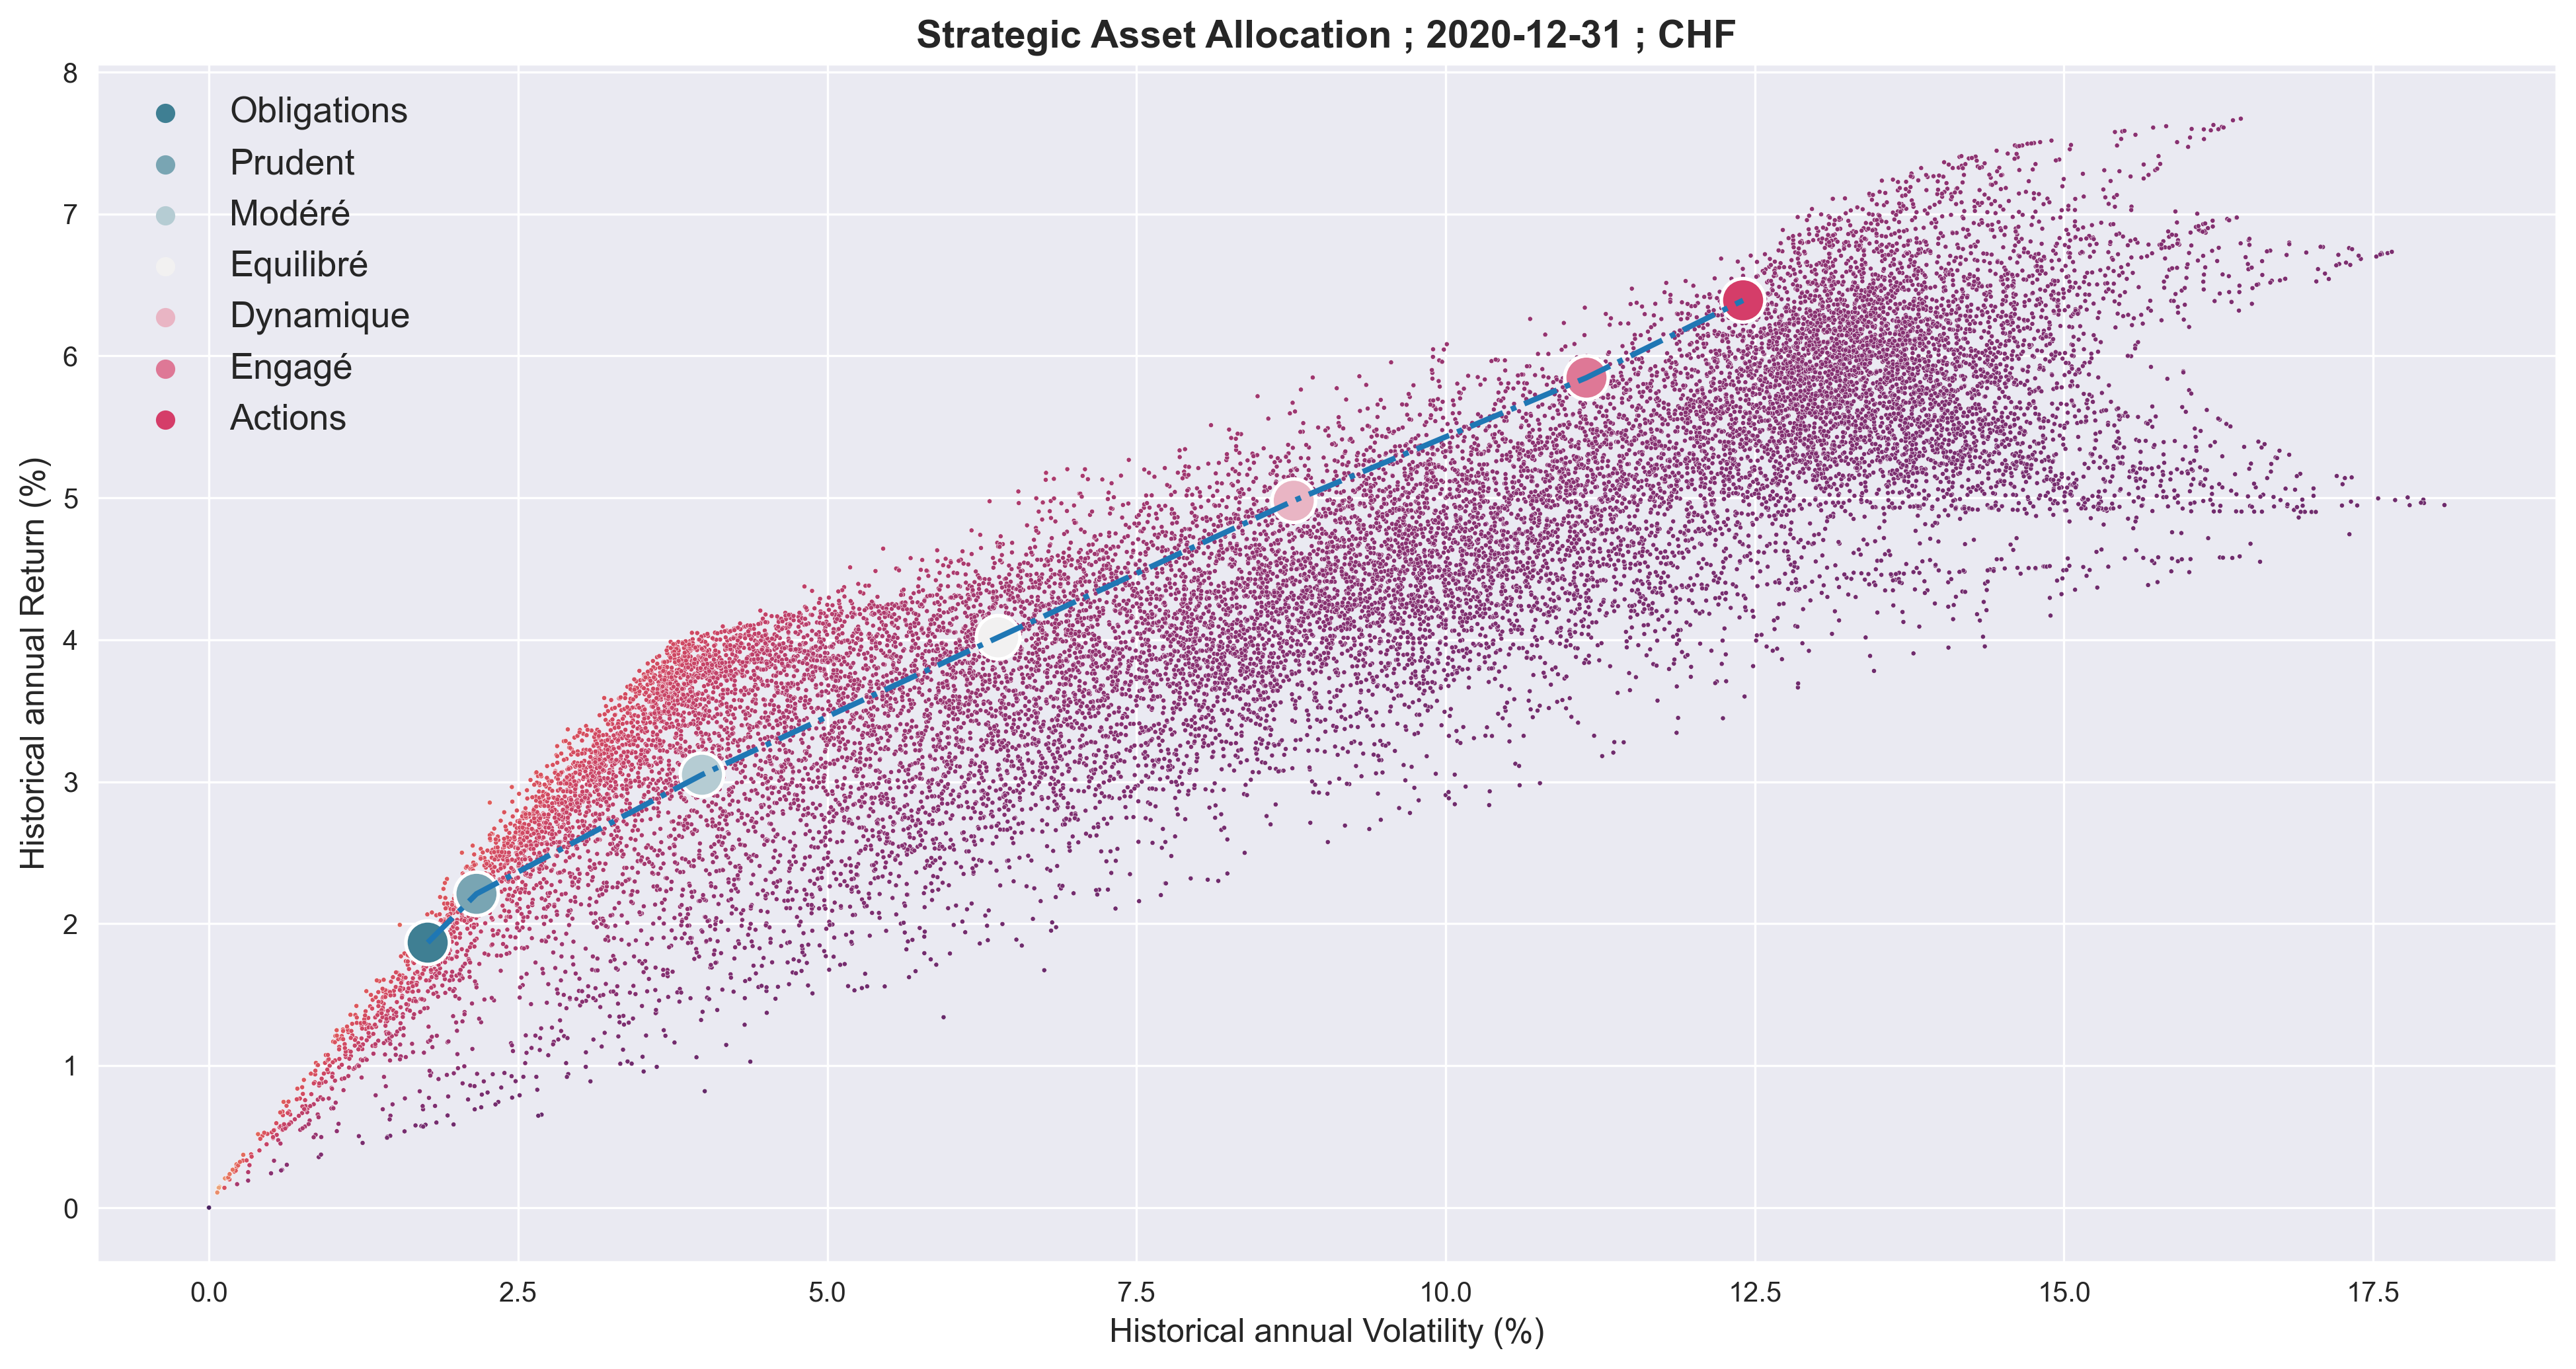 Strategic Asset Allocation ; 2020-12-31 ; CHF
Obligations
Prudent
Modéré
Equilibré
Dynamique
Engagé
Actions
Historical annual Return (%)
8
7
6
5
4
3
2
1
0
0.0 2.5 5.0 7.5 10.0 12.5 15.0 17.5
Historical annual Volatility (%)